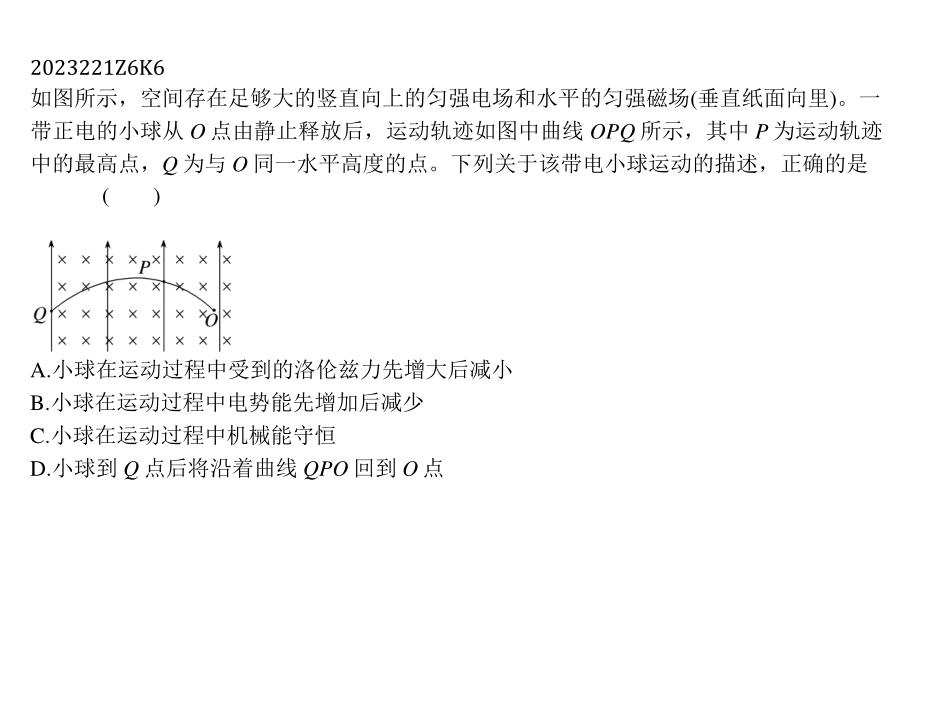 2023221Z6K6
如图所示，空间存在足够大的竖直向上的匀强电场和水平的匀强磁场(垂直纸面向里)。一
带正电的小球从 O 点由静止释放后，运动轨迹如图中曲线 OPQ 所示，其中 P 为运动轨迹
中的最高点，Q 为与 O 同一水平高度的点。下列关于该带电小球运动的描述，正确的是
(　　)
P
Q
O
A.小球在运动过程中受到的洛伦兹力先增大后减小
B.小球在运动过程中电势能先增加后减少
C.小球在运动过程中机械能守恒
D.小球到 Q 点后将沿着曲线 QPO 回到 O 点